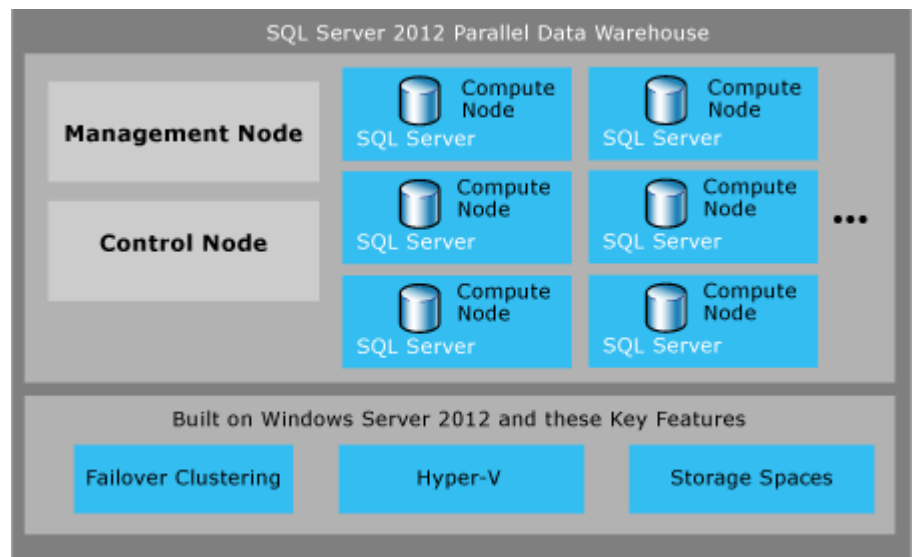 SQL Server 2012 Parallel Data Warehouse
Management Node
Control Node
Compute
Node
SQL Server
Compute
Node
SQL Server
Compute
Node
SQL Server
Compute
Node
SQL Server
•••
Compute
Node
SQL Server
Compute
Node
SQL Server
Built on Windows Server 2012 and these Key Features
Failover Clustering
Hyper-V
Storage Spaces